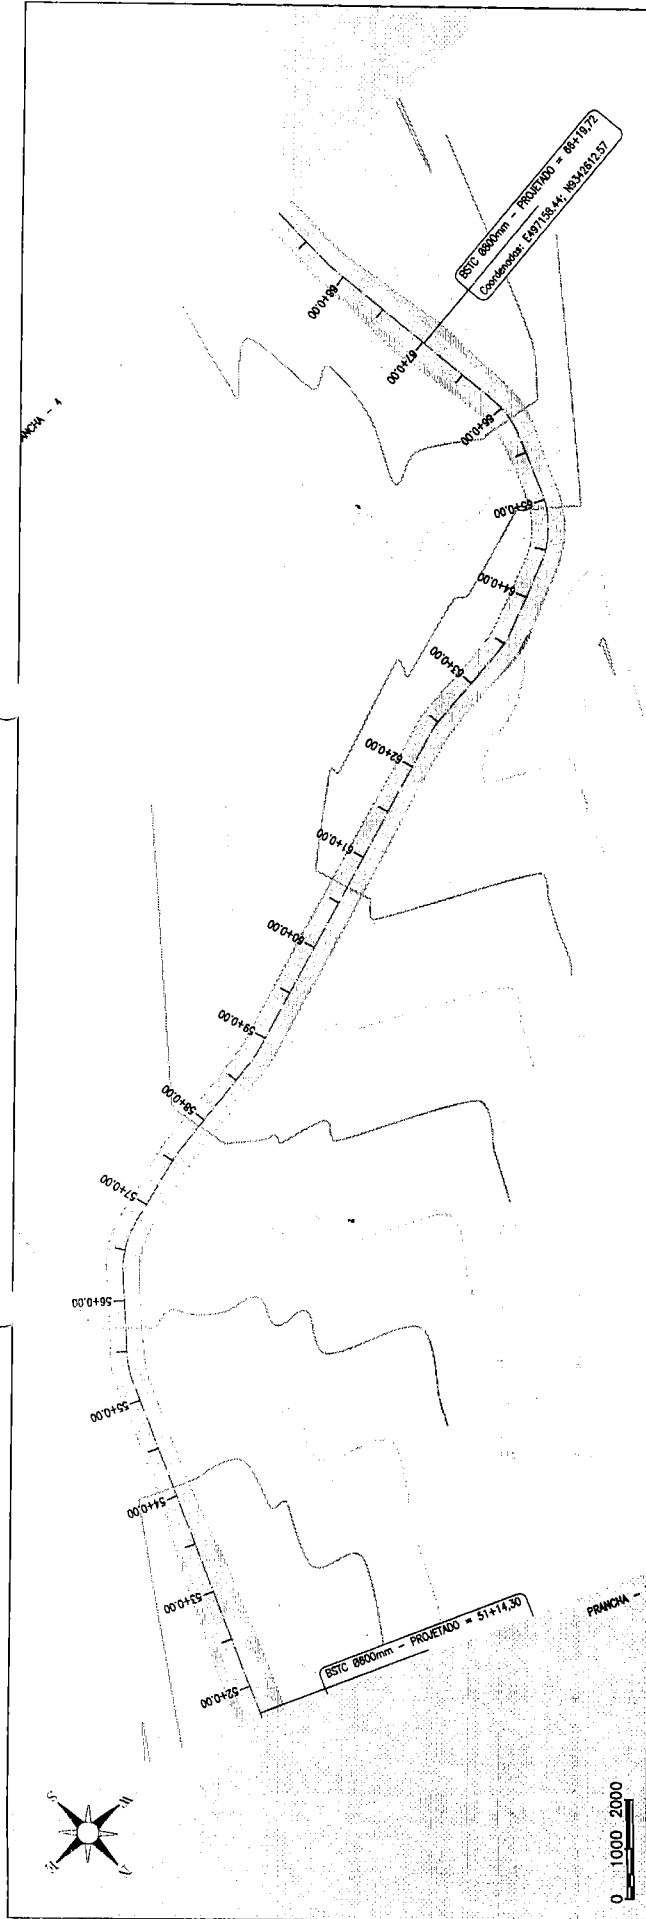 ANCHA - 4
BSTC Ø800mm - PROJETADO = 66+19,72
Coordenadas: E497158.44; N9342612.57
68+0.00
67+0.00
66+0.00
65+0.00
64+0.00
63+0.00
62+0.00
61+0.00
60+0.00
59+0.00
58+0.00
57+0.00
56+0.00
55+0.00
54+0.00
53+0.00
52+0.00
BSTC Ø800mm - PROJETADO = 51+14,30
PRANCHA -
S
W
N
0 1000 2000